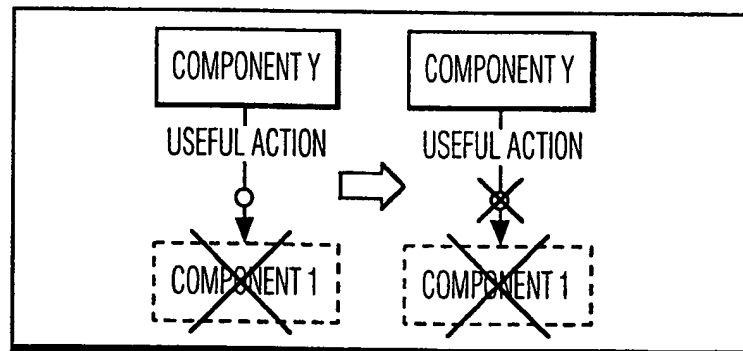 COMPONENT Y
USEFUL ACTION
COMPONENT 1
COMPONENT Y
USEFUL ACTION
COMPONENT 1